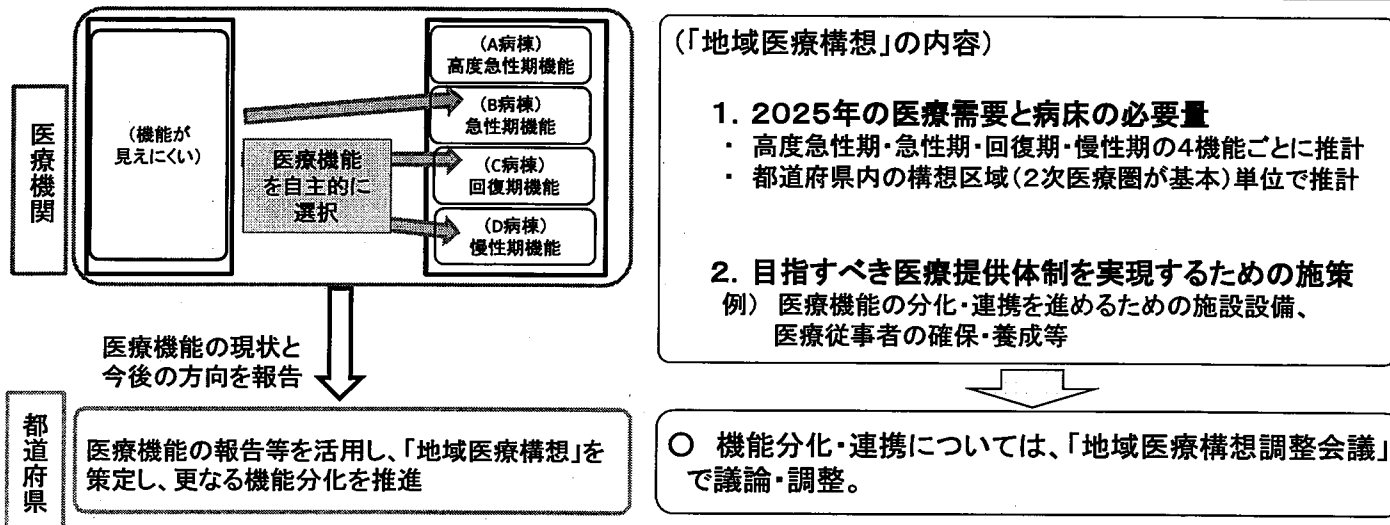 医療機関
(機能が
見えにくい)
医療機能
を自主的に
選択
(A病棟)
高度急性期機能
(B病棟)
急性期機能
(C病棟)
回復期機能
(D病棟)
慢性期機能
医療機能の現状と
今後の方向を報告
都道府県
医療機能の報告等を活用し、「地域医療構想」を
策定し、更なる機能分化を推進
(「地域医療構想」の内容)
1. 2025年の医療需要と病床の必要量
・ 高度急性期・急性期・回復期・慢性期の4機能ごとに推計
・ 都道府県内の構想区域(2次医療圏が基本)単位で推計
2. 目指すべき医療提供体制を実現するための施策
例) 医療機能の分化・連携を進めるための施設設備、
医療従事者の確保・養成等
○ 機能分化・連携については、「地域医療構想調整会議」
で議論・調整。